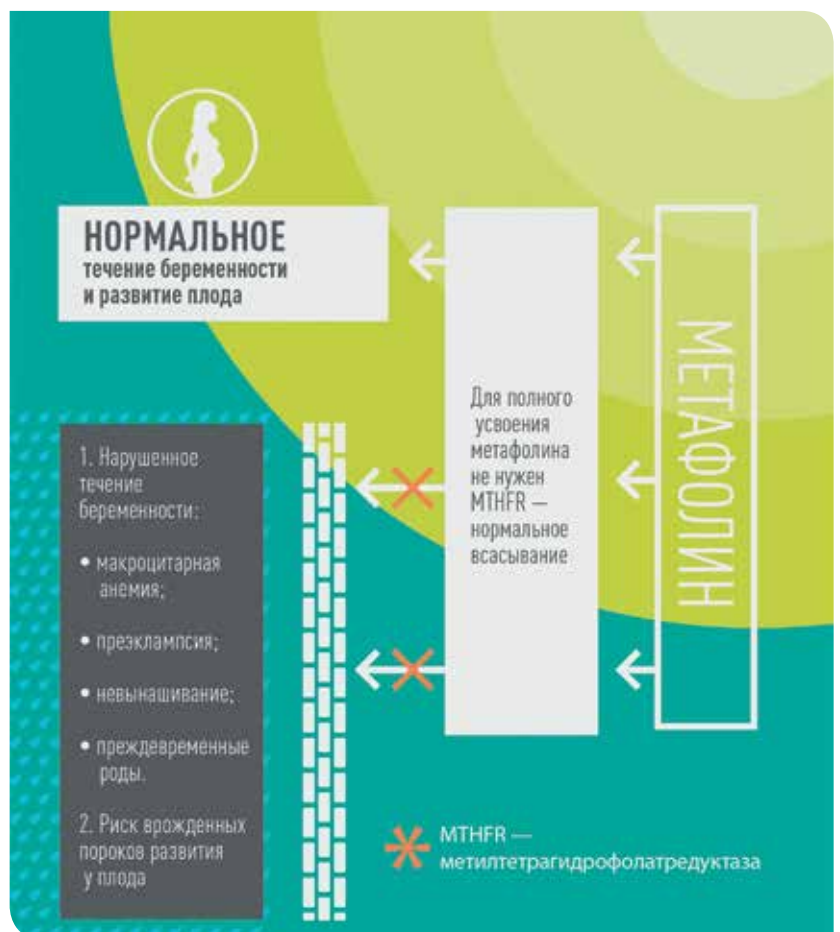 НОРМАЛЬНОЕ
течение беременности
и развитие плода
Для полного
усвоения
метафолина
не нужен
MTHFR —
нормальное
всасывание
МЕТАФОЛИН
1. Нарушенное
течение
беременности:
• макроцитарная
анемия;
• преэклампсия;
• невынашивание;
• преждевременные
роды.
2. Риск врожденных
пороков развития
у плода
MTHFR —
метилтетрагидрофолатредуктаза